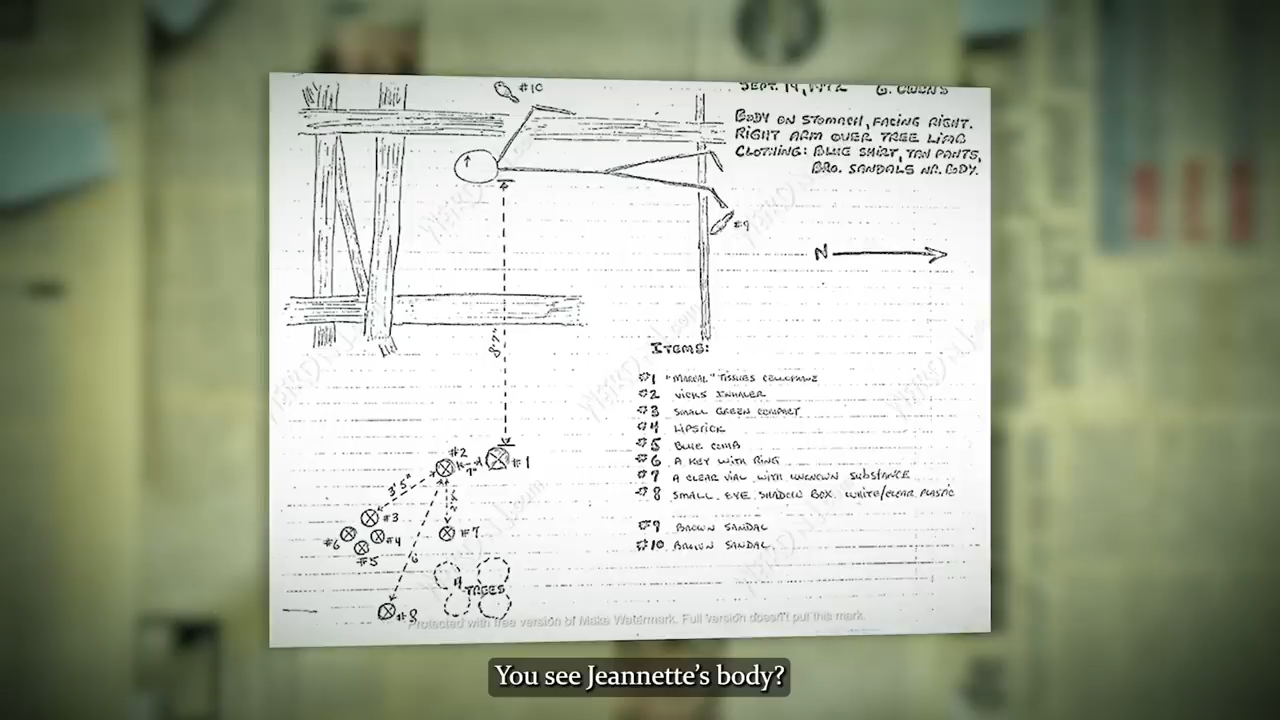 #10
SEPT. 19, 1972 G. OWENS
BODY ON STOMACH, FACING RIGHT.
RIGHT ARM OVER TREE LIMB
CLOTHING: BLUE SHIRT, TAN PANTS,
BRO. SANDALS NR. BODY.
#9
N
8'7"
ITEMS:
#1 "MARCAL" TISSUES CELLOPHANE
#2 VICKS INHALER
#3 SMALL GREEN COMPACT
#4 LIPSTICK
#5 BLUE COMB
#6 A KEY WITH RING
#7 A CLEAR VIAL WITH UNKNOWN SUBSTANCE
#8 SMALL EYE SHADOW BOX WHITE/CLEAR PLASTIC
#9 BROWN SANDAL
#10 BROWN SANDAL
#2
#1
7"
3'5"
#3
#6
#4
#7
#5
TREES
#8
Protected with free version of Make Watermark. Full version doesn't put this mark.
You see Jeannette's body?